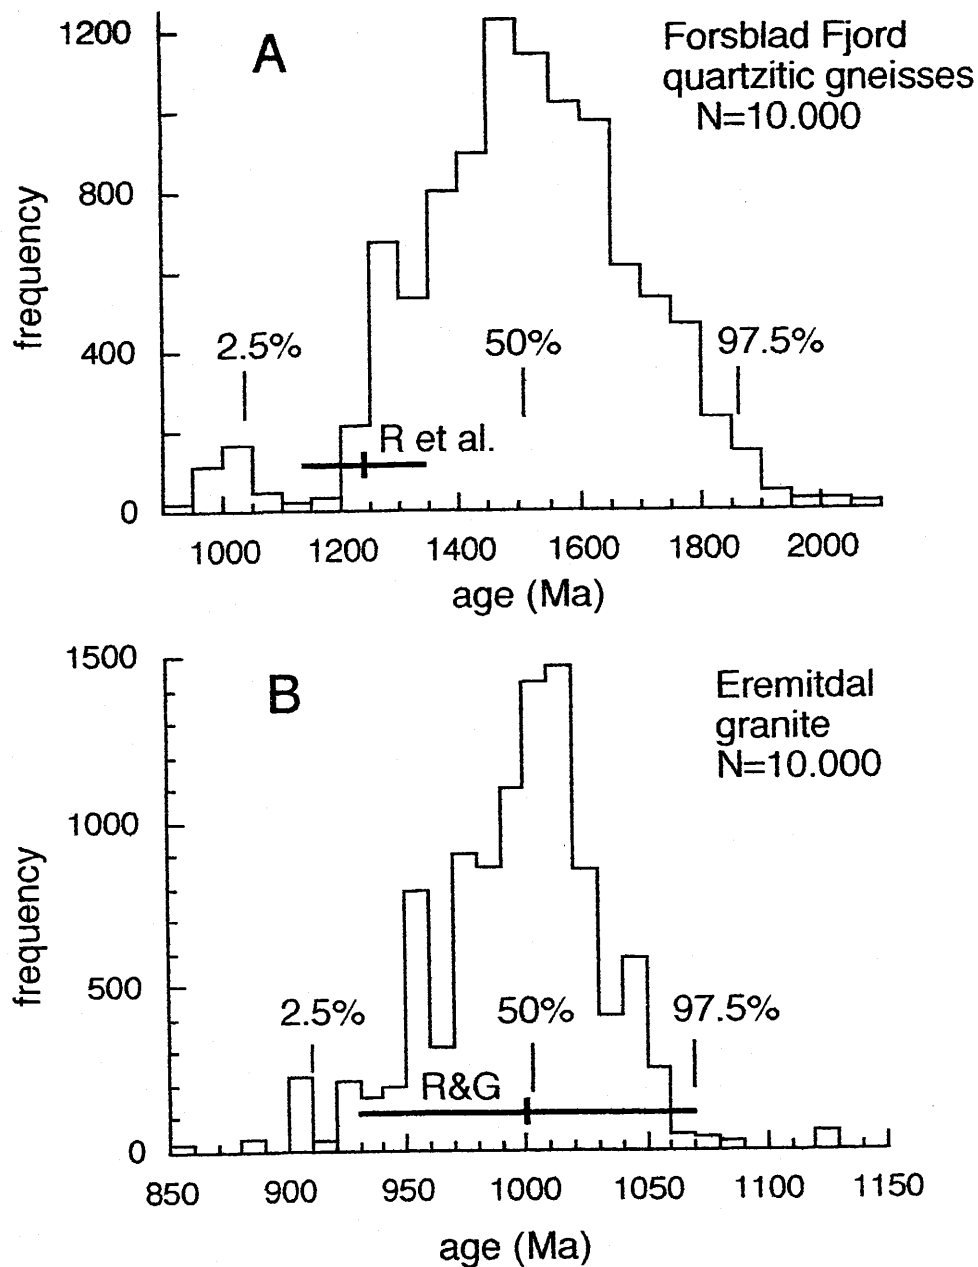 A
Forsblad Fjord
quartzitic gneisses
N=10.000
frequency
1200
800
400
0
2.5%
50%
97.5%
R et al.
1000 1200 1400 1600 1800 2000
age (Ma)
B
Eremitdal
granite
N=10.000
frequency
1500
1000
500
0
2.5%
50%
97.5%
R&G
850 900 950 1000 1050 1100 1150
age (Ma)